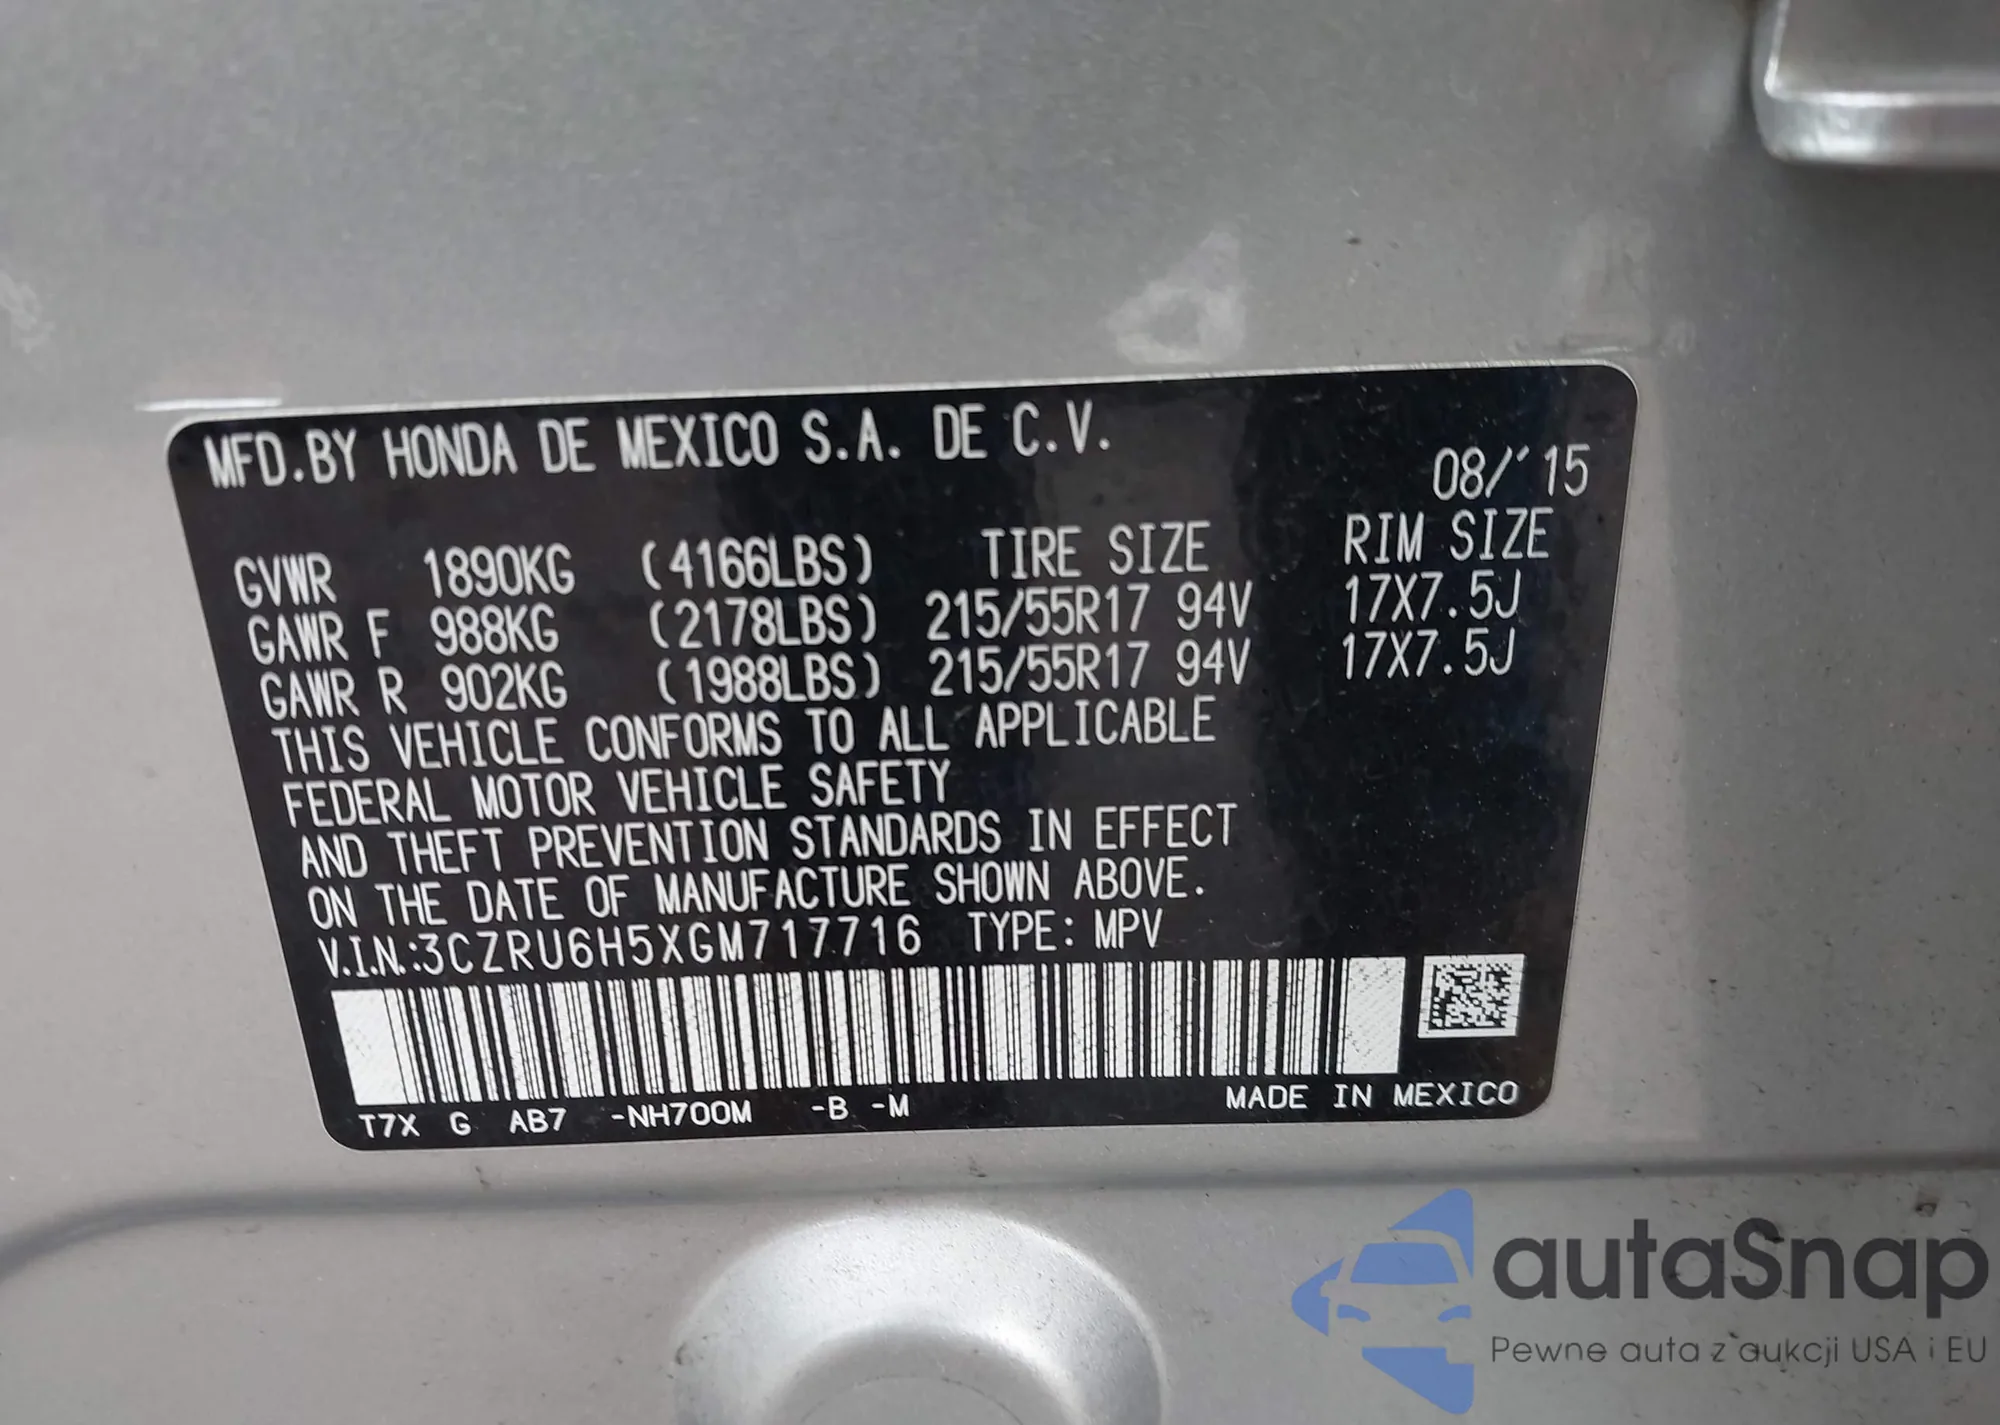 MFD.BY HONDA DE MEXICO S.A. DE C.V.
08/'15
GVWR 1890KG (4166LBS) TIRE SIZE RIM SIZE
GAWR F 988KG (2178LBS) 215/55R17 94V 17X7.5J
GAWR R 902KG (1988LBS) 215/55R17 94V 17X7.5J
THIS VEHICLE CONFORMS TO ALL APPLICABLE
FEDERAL MOTOR VEHICLE SAFETY
AND THEFT PREVENTION STANDARDS IN EFFECT
ON THE DATE OF MANUFACTURE SHOWN ABOVE.
V.I.N.:3CZRU6H5XGM717716 TYPE: MPV
T7X G AB7 -NH700M -B -M MADE IN MEXICO
autaSnap
Pewne auta z aukcji USA i EU